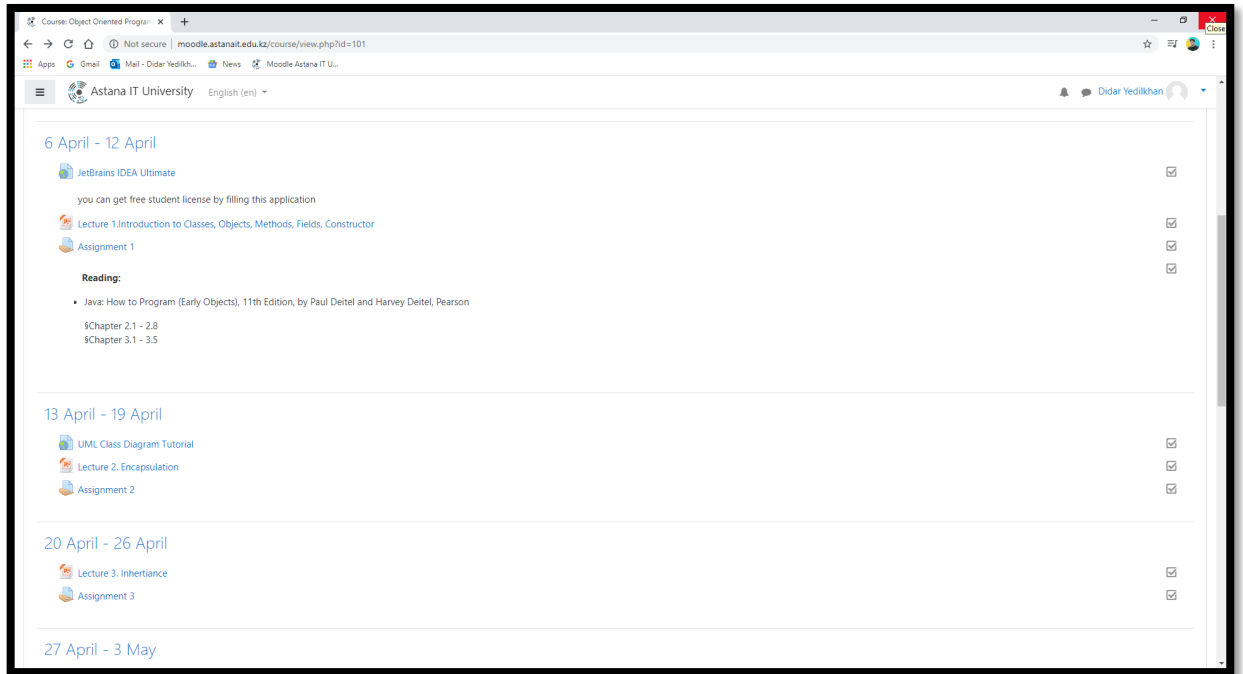 Course: Object Oriented Program
Close
Not secure | moodle.astanait.edu.kz/course/view.php?id=101
Apps Gmail Mail - Didar Yedilkh... News Moodle Astana IT U...
Astana IT University English (en) Didar Yedilkhan
6 April - 12 April
JetBrains IDEA Ultimate
you can get free student license by filling this application
Lecture 1.Introduction to Classes, Objects, Methods, Fields, Constructor
Assignment 1
Reading:
• Java: How to Program (Early Objects), 11th Edition, by Paul Deitel and Harvey Deitel, Pearson
§Chapter 2.1 - 2.8
§Chapter 3.1 - 3.5
13 April - 19 April
UML Class Diagram Tutorial
Lecture 2. Encapsulation
Assignment 2
20 April - 26 April
Lecture 3. Inhertiance
Assignment 3
27 April - 3 May